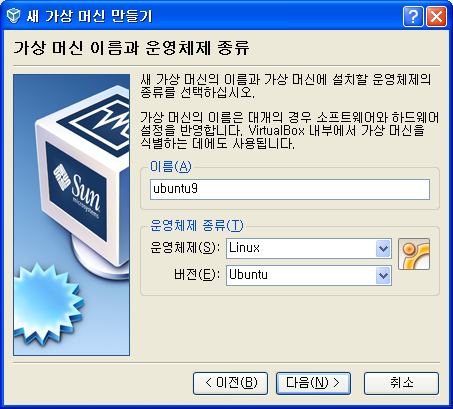 새 가상 머신 만들기
가상 머신 이름과 운영체제 종류
새 가상 머신의 이름과 가상 머신에 설치할 운영체제의
종류를 선택하십시오.
가상 머신의 이름은 대개의 경우 소프트웨어와 하드웨어
설정을 반영합니다. VirtualBox 내부에서 가상 머신을
식별하는 데에도 사용됩니다.
이름(A)
ubuntu9
운영체제 종류(T)
운영체제(S): Linux
버전(E): Ubuntu
Sun
microsystems
< 이전(B)
다음(N) >
취소